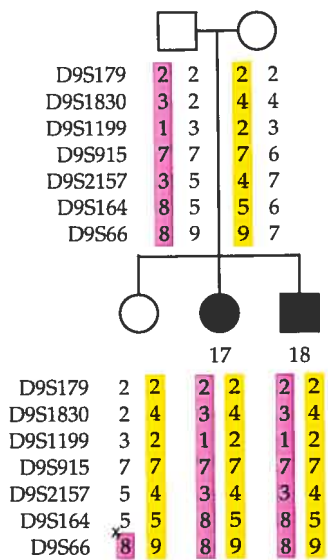 D9S179 2 2 2 2
D9S1830 3 2 4 4
D9S1199 1 3 2 3
D9S915 7 7 7 6
D9S2157 3 5 4 7
D9S164 8 5 5 6
D9S66 8 9 9 7
17 18
D9S179 2 2 2 2 2 2
D9S1830 2 4 3 4 3 4
D9S1199 3 2 1 2 1 2
D9S915 7 7 7 7 7 7
D9S2157 5 4 3 4 3 4
D9S164 5 5 8 5 8 5
x
D9S66 8 9 8 9 8 9